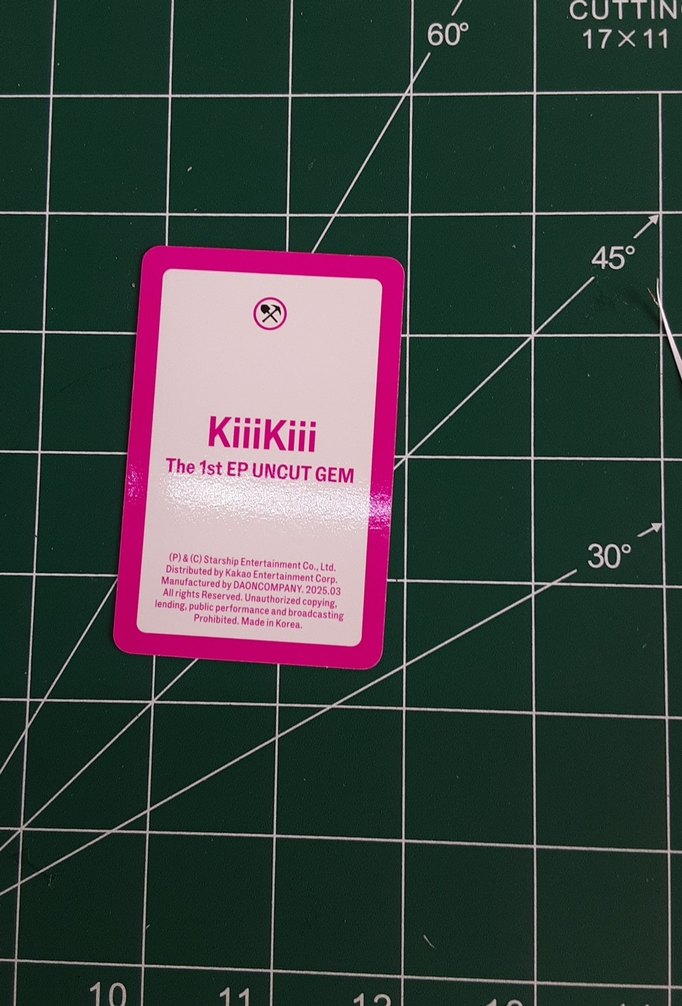 CUTTIN
17×11
60°
45°
30°
KiiiKiii
The 1st EP UNCUT GEM
(P) & (C) Starship Entertainment Co., Ltd.
Distributed by Kakao Entertainment Corp.
Manufactured by DAONCOMPANY. 2025.03
All rights Reserved. Unauthorized copying,
lending, public performance and broadcasting
Prohibited. Made in Korea.
10 11 12